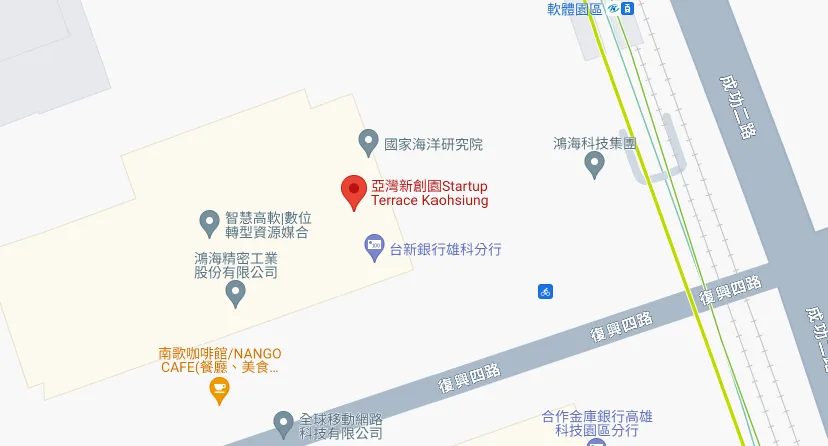 軟體園區
成功二路
國家海洋研究院
鴻海科技集團
亞灣新創園Startup
Terrace Kaohsiung
智慧高軟|數位
轉型資源媒合
台新銀行雄科分行
鴻海精密工業
股份有限公司
復興四路
復興四路
復興四路
成功二路
南歌咖啡館/NANGO
CAFE(餐廳、美食...
全球移動網路
科技有限公司
合作金庫銀行高雄
科技園區分行